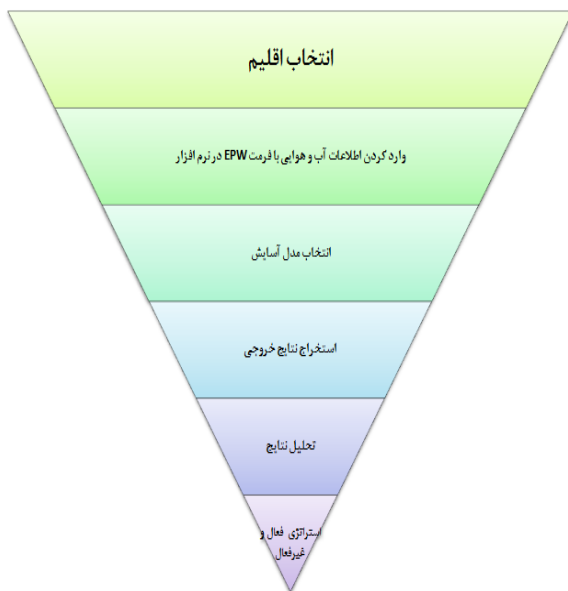 انتخاب اقلیم
وارد کردن اطلاعات آب و هوایی با فرمت EPW در نرم افزار
انتخاب مدل آسایش
استخراج نتایج خروجی
تحلیل نتایج
استراتژی فعال و
غیرفعال